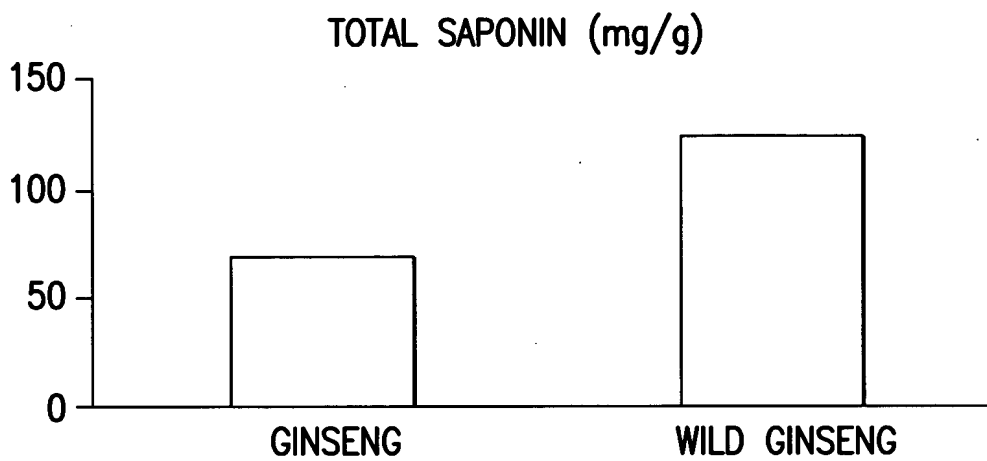 TOTAL SAPONIN (mg/g)
150
100
50
0
GINSENG
WILD GINSENG